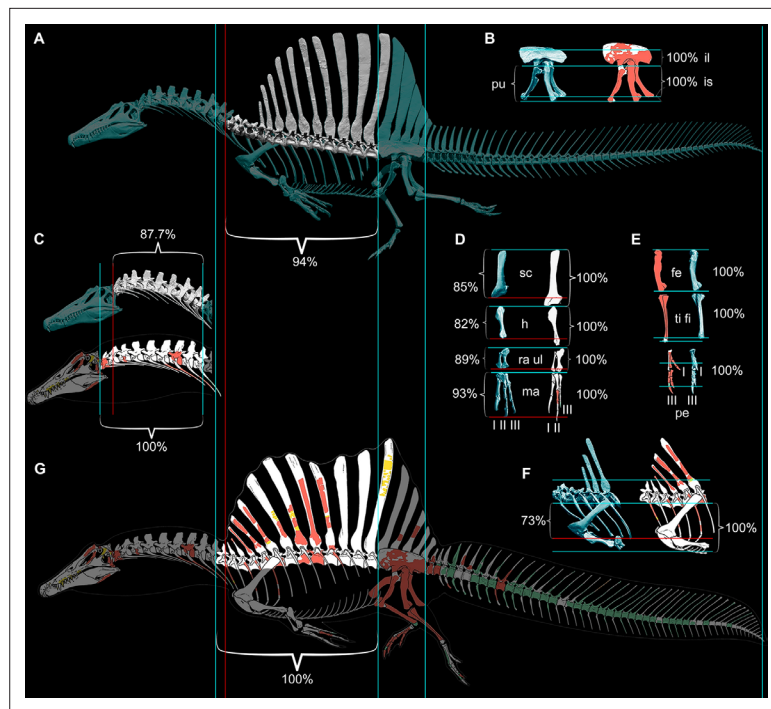 A
B
100% il
pu
100% is
C
87.7%
94%
D
E
85%
sc
100%
fe
100%
82%
h
100%
ti fi
100%
89%
ra ul
100%
93%
ma
100%
I
I
100%
III
I II III
I II
III III
pe
100%
G
F
73%
100%
100%